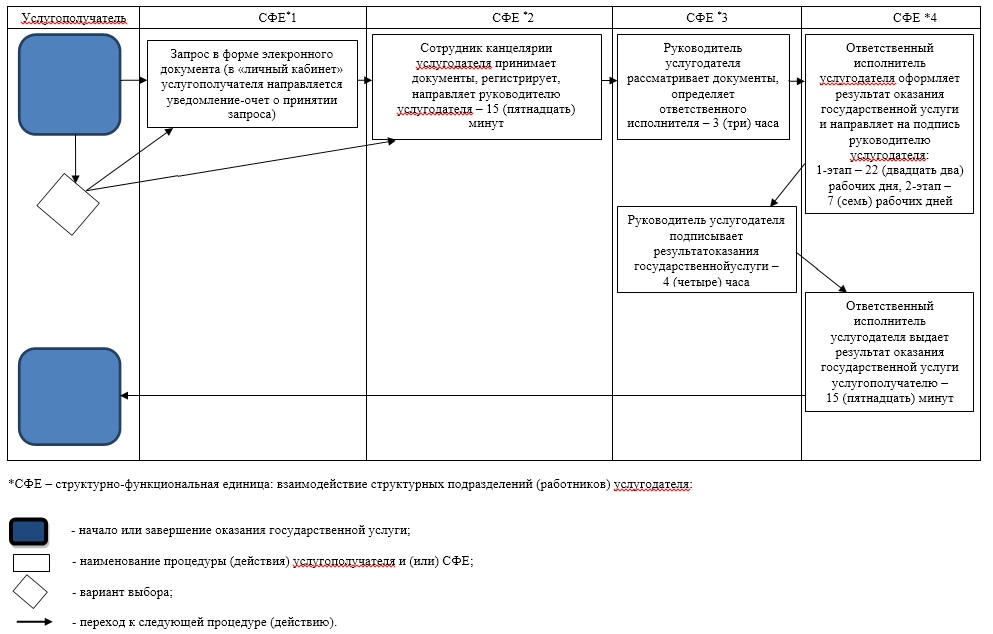 Услугополучатель
СФЕ*1
СФЕ *2
СФЕ *3
СФЕ *4
Запрос в форме элекронного
документа (в «личный кабинет»
услугополучателя направляется
уведомление-счет о принятии
запроса)
Сотрудник канцелярии
услугодателя принимает
документы, регистрирует,
направляет руководителю
услугодателя – 15 (пятнадцать)
минут
Руководитель
услугодателя
рассматривает документы,
определяет
ответственного
исполнителя – 3 (три) часа
Ответственный
исполнитель
услугодателя оформляет
результат оказания
государственной услуги
и направляет на подпись
руководителю
услугодателя:
1-этап – 22 (двадцать два)
рабочих дня, 2-этап –
7 (семь) рабочих дней
Руководитель услугодателя
подписывает
результатоказания
государственнойуслуги –
4 (четыре) часа
Ответственный
исполнитель
услугодателя выдает
результат оказания
государственной услуги
услугополучателю –
15 (пятнадцать) минут
*СФЕ – структурно-функциональная единица: взаимодействие структурных подразделений (работников) услугодателя:
- начало или завершение оказания государственной услуги;
- наименование процедуры (действия) услугополучателя и (или) СФЕ;
- вариант выбора;
- переход к следующей процедуре (действию).